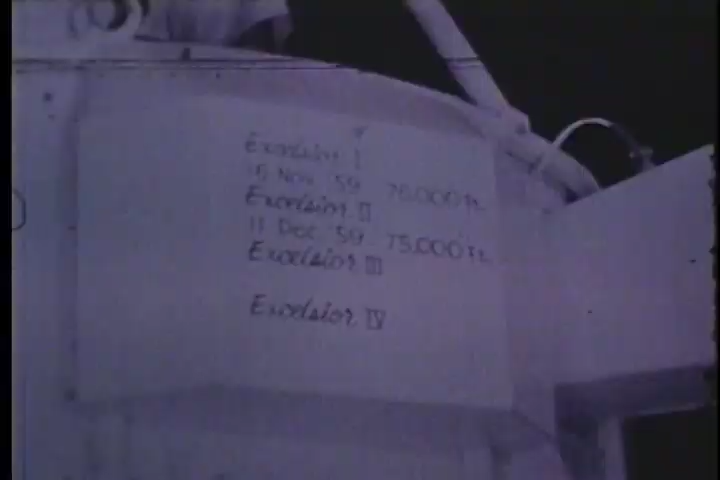 Excelsior I
16 Nov. 59 76,000 Ft.
Excelsior II
11 Dec. 59 75,000 Ft.
Excelsior III
Excelsior IV